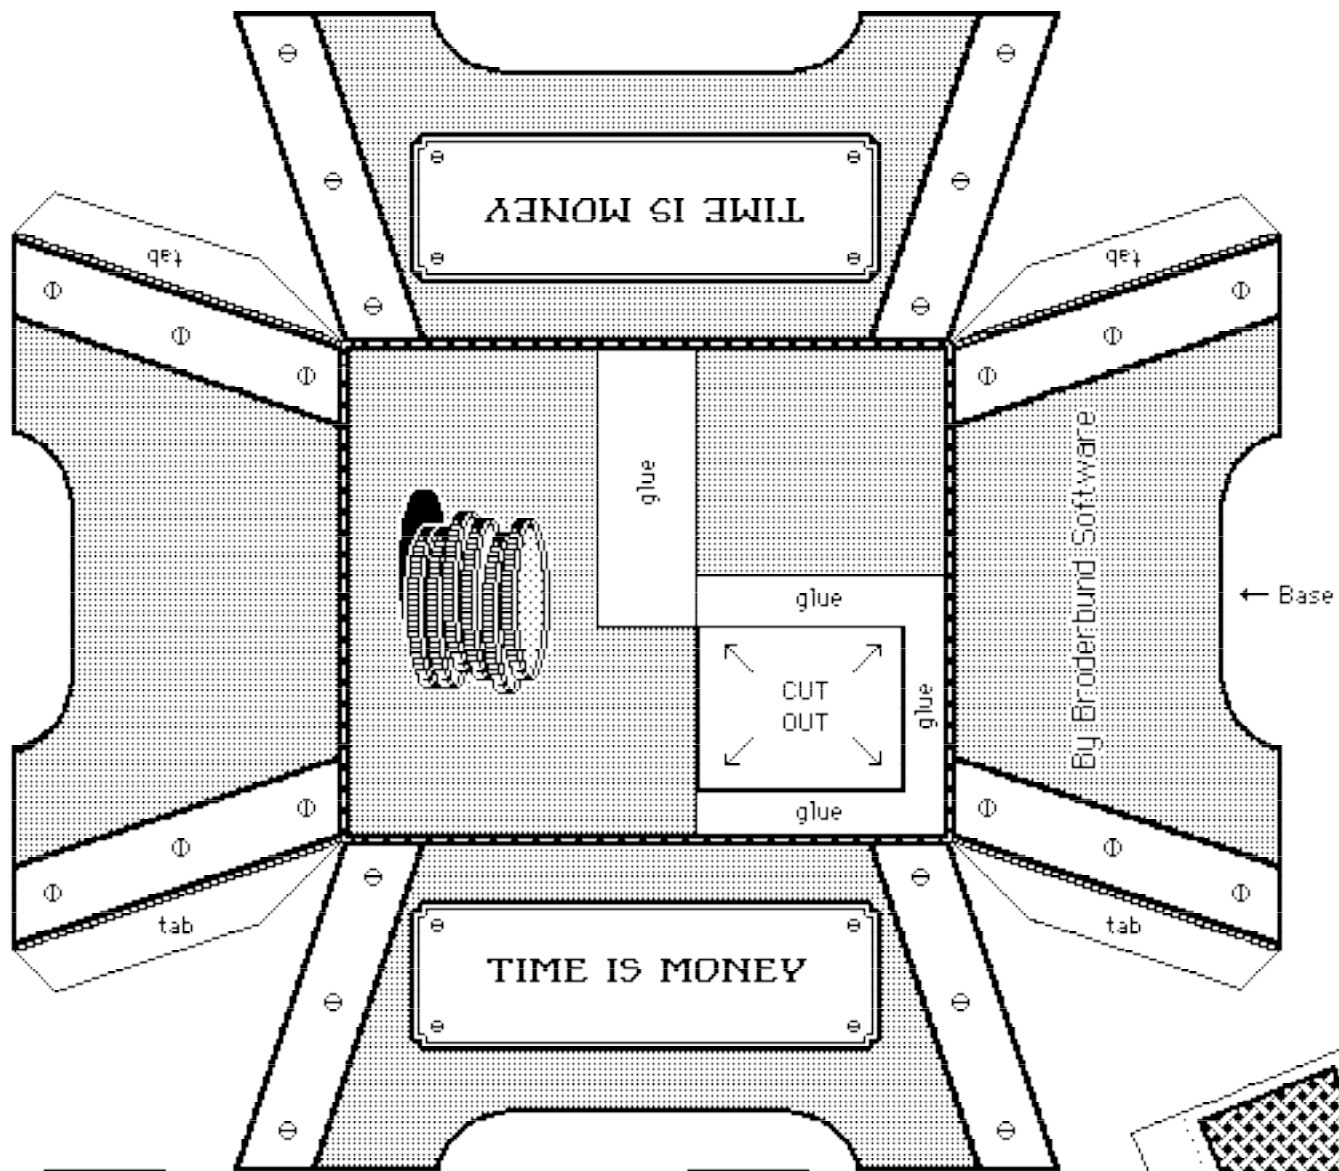 TIME IS MONEY
tab
tab
glue
glue
CUT
OUT
glue
glue
By Broderbund Software
← Base
tab
tab
TIME IS MONEY